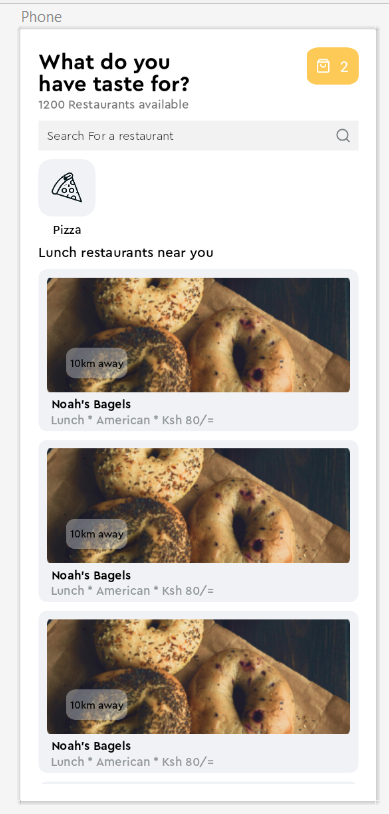 Phone
What do you
have taste for?
2
1200 Restaurants available
Search For a restaurant
Pizza
Lunch restaurants near you
10km away
Noah's Bagels
Lunch * American * Ksh 80/=
10km away
Noah's Bagels
Lunch * American * Ksh 80/=
10km away
Noah's Bagels
Lunch * American * Ksh 80/=